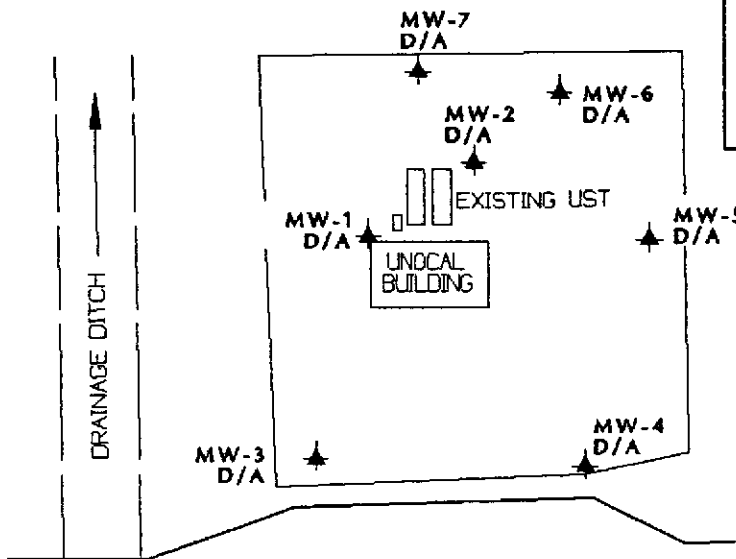 MW-7
D/A
MW-6
D/A
MW-2
D/A
EXISTING UST
MW-1
D/A
MW-5
D/A
UNOCAL
BUILDING
DRAINAGE DITCH
MW-3
D/A
MW-4
D/A